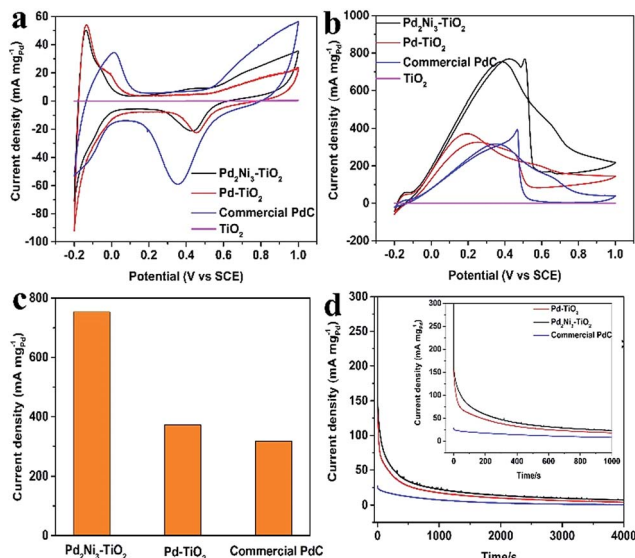 a
60
40
20
0
-20
-40
-60
-80
-100
-0.2 0.0 0.2 0.4 0.6 0.8 1.0
Potential (V vs SCE)
Current density (mA mg⁻¹Pd)
Pd₂Ni₃-TiO₂
Pd-TiO₂
Commercial PdC
TiO₂
b
1000
800
600
400
200
0
-200
-0.2 0.0 0.2 0.4 0.6 0.8 1.0
Potential (V vs SCE)
Current density (mA mg⁻¹Pd)
Pd₂Ni₃-TiO₂
Pd-TiO₂
Commercial PdC
TiO₂
c
800
600
400
300
0
Current density (mA mg⁻¹Pd)
Pd₂Ni₃-TiO₂ Pd-TiO₂ Commercial PdC
d
300
250
200
150
100
50
0
0 1000 2000 3000 4000
Time/s
Current density (mA mg⁻¹Pd)
300
250
200
150
100
50
0
0 200 400 600 800 1000
Time/s
Current density (mA mg⁻¹Pd)
Pd-TiO₂
Pd₂Ni₃-TiO₂
Commercial PdC